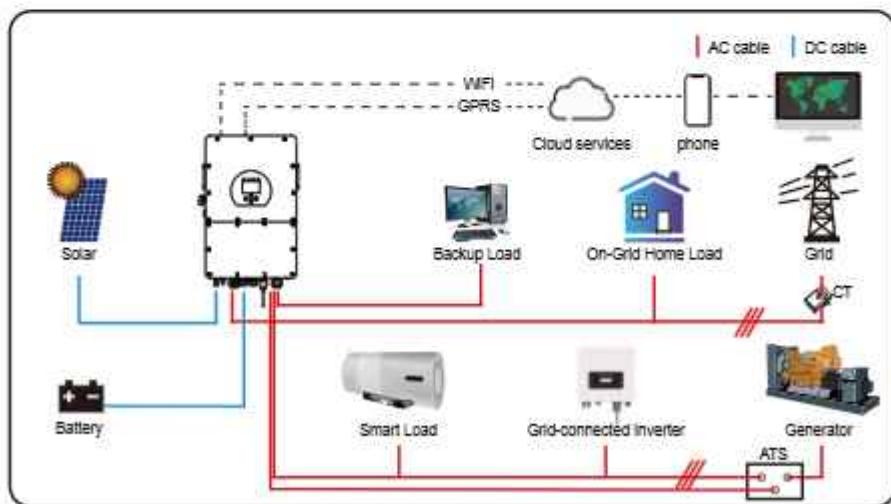 AC cable
DC cable
WIFI
GPRS
Cloud services
phone
Solar
Backup Load
On-Grid Home Load
Grid
CT
Battery
Smart Load
Grid-connected Inverter
Generator
ATS